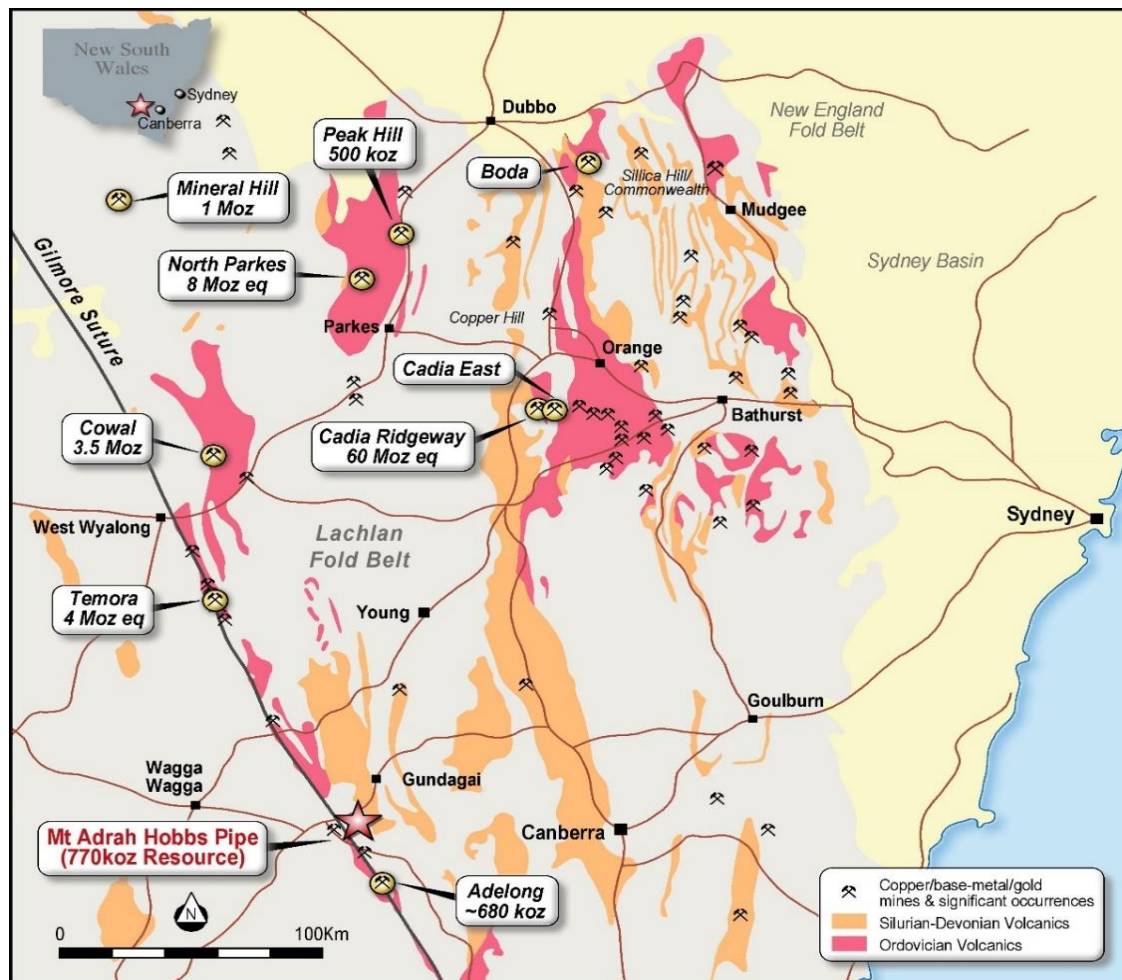 New South
Wales
Sydney
Canberra
Dubbo
New England
Fold Belt
Peak Hill
500 koz
Boda
Sillica Hill/
Commonwealth
Mineral Hill
1 Moz
Mudgee
Gilmore Suture
North Parkes
8 Moz eq
Sydney Basin
Parkes
Copper Hill
Orange
Cadia East
Bathurst
Cowal
3.5 Moz
Cadia Ridgeway
60 Moz eq
West Wyalong
Sydney
Lachlan
Fold Belt
Temora
4 Moz eq
Young
Goulburn
Wagga
Wagga
Gundagai
Mt Adrah Hobbs Pipe
(770koz Resource)
Canberra
Adelong
~680 koz
N
0
100Km
Copper/base-metal/gold
mines & significant occurrences
Silurian-Devonian Volcanics
Ordovician Volcanics